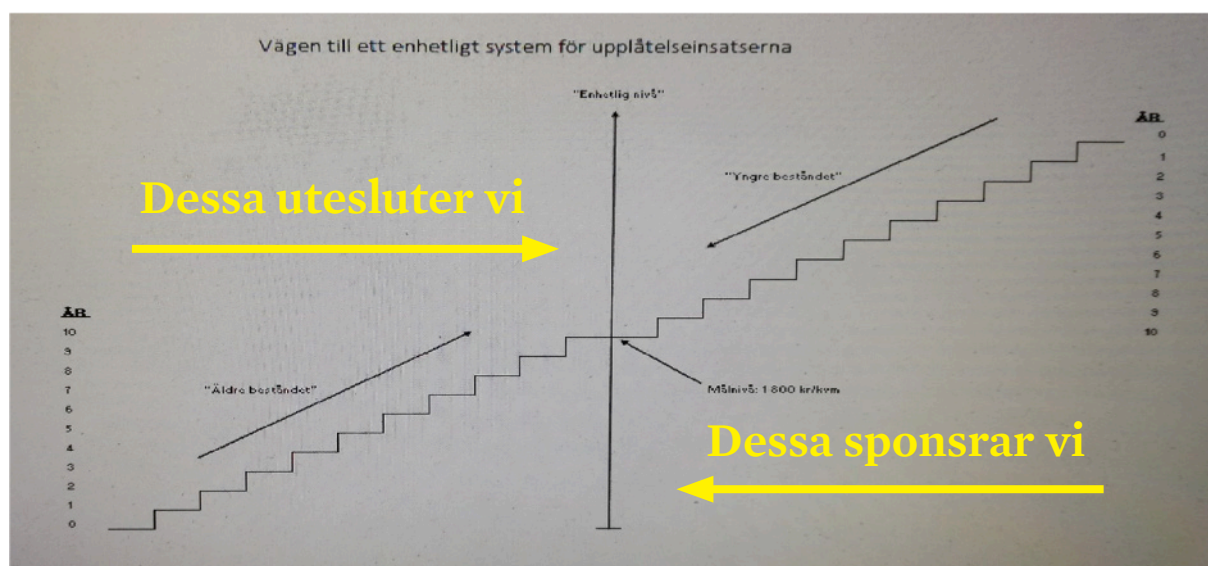 Vägen till ett enhetligt system för upplåtelseinsatserna
"Enhetlig nivå"
ÅR
0
1
2
3
4
5
6
7
8
9
10
"Yngre beståndet"
Dessa utesluter vi
ÅR
10
9
8
7
6
5
4
3
2
1
0
"Äldre beståndet"
Målnivå: 1800 kr/kvm
Dessa sponsrar vi